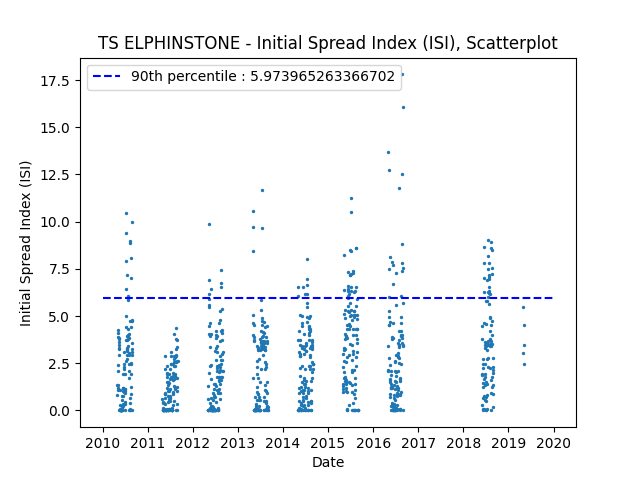 TS ELPHINSTONE - Initial Spread Index (ISI), Scatterplot
90th percentile : 5.973965263366702
17.5
15.0
12.5
10.0
7.5
5.0
2.5
0.0
Initial Spread Index (ISI)
2010 2011 2012 2013 2014 2015 2016 2017 2018 2019 2020
Date